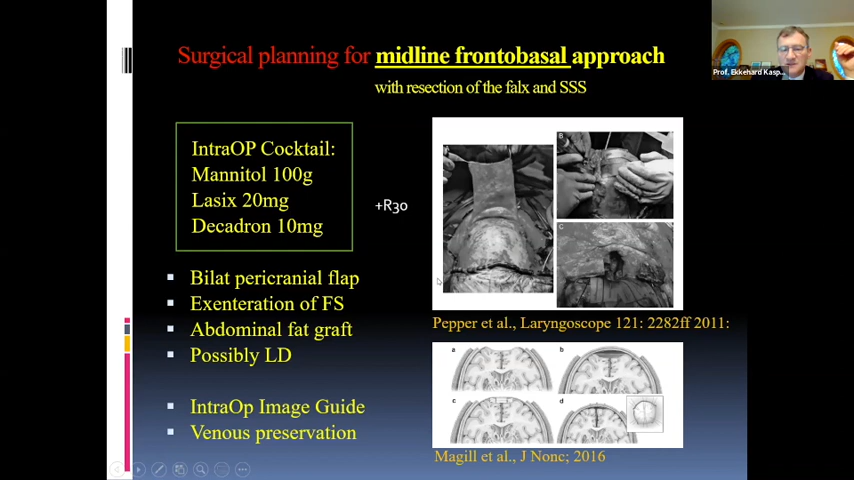 Surgical planning for midline frontobasal approach
with resection of the falx and SSS
Prof. Ekkehard Kasp...
IntraOP Cocktail:
Mannitol 100g
Lasix 20mg
Decadron 10mg
+R30
Bilat pericranial flap
Exenteration of FS
Abdominal fat graft
Possibly LD
IntraOp Image Guide
Venous preservation
B
C
Pepper et al., Laryngoscope 121: 2282ff 2011:
a
b
c
d
Magill et al., J Nonc; 2016